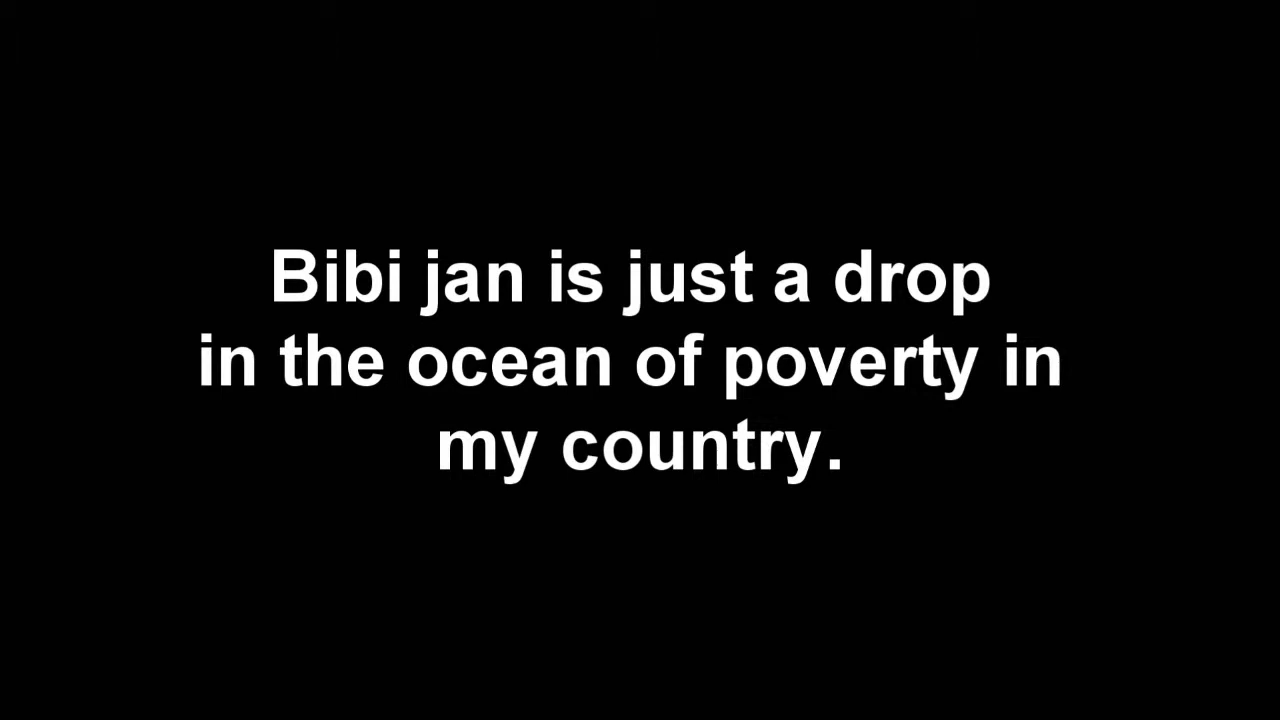 Bibi jan is just a drop
in the ocean of poverty in
my country.